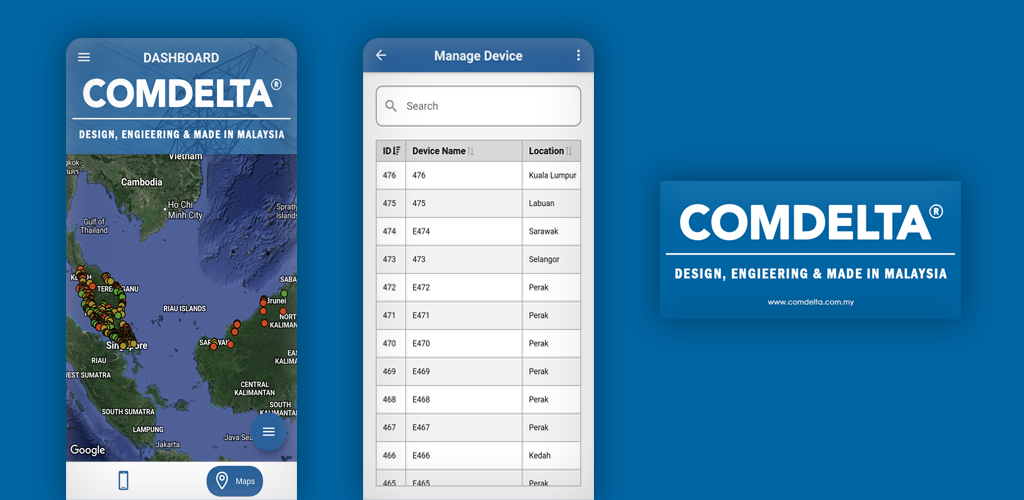 DASHBOARD
COMDELTA®
DESIGN, ENGIEERING & MADE IN MALAYSIA
Vietnam
Cambodia
Ho Chi
Minh City
Gulf of
Thailand
Spratly
Islands
SABA
TERE GANU
Brunei
RIAU ISLANDS
NORT
KALIMAN
Singapore
RIAU
EST SUMATRA
EAS
KALIMAN
CENTRAL
KALIMANTAN
SOUTH SUMATRA
SOUTH
KALIMANTA
LAMPUNG
Java Sea
Jakarta
Google
Maps
Manage Device
Search
ID Device Name Location
476 476 Kuala Lumpur
475 475 Labuan
474 E474 Sarawak
473 473 Selangor
472 E472 Perak
471 E471 Perak
470 E470 Perak
469 E469 Perak
468 E468 Perak
467 E467 Perak
466 E466 Kedah
465 E465 Perak
COMDELTA®
DESIGN, ENGIEERING & MADE IN MALAYSIA
www.comdelta.com.my